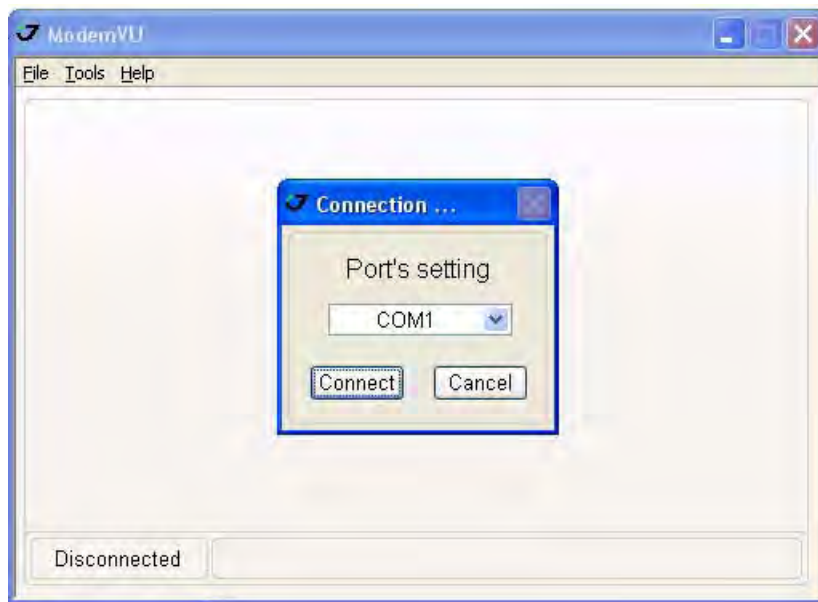 ModemVU
File Tools Help
Connection ...
Port's setting
COM1
Connect Cancel
Disconnected